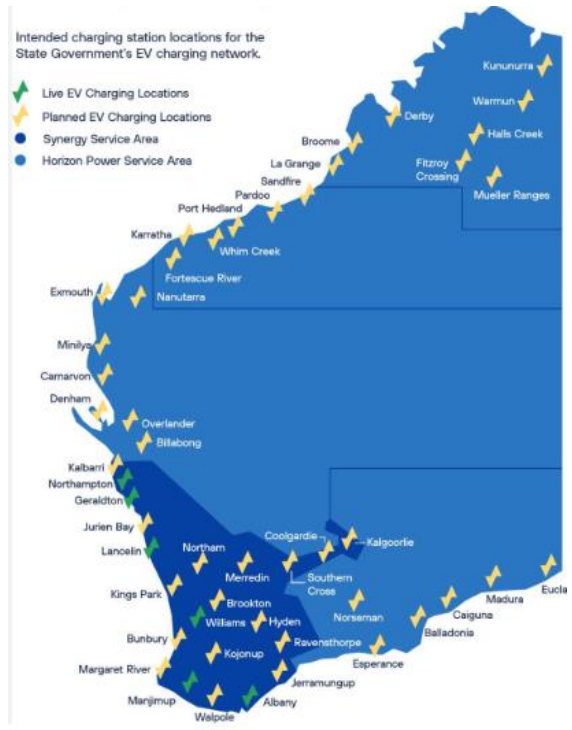 Intended charging station locations for the
State Government's EV charging network.
Live EV Charging Locations
Planned EV Charging Locations
Synergy Service Area
Horizon Power Service Area
Kununurra
Warmun
Derby
Halls Creek
Broome
La Grange
Fitzroy
Crossing
Sandfire
Mueller Ranges
Pardoo
Port Hedland
Karratha
Whim Creek
Fortescue River
Exmouth
Nanutarra
Minilya
Carnarvon
Denham
Overlander
Billabong
Kalbarri
Northampton
Geraldton
Jurien Bay
Coolgardie
Kalgoorlie
Lancelin
Northam
Merredin
Southern
Cross
Kings Park
Brookton
Norseman
Madura
Eucla
Caiguna
Williams
Hyden
Balladonia
Bunbury
Ravensthorpe
Kojonup
Esperance
Margaret River
Jerramungup
Manjimup
Albany
Walpole